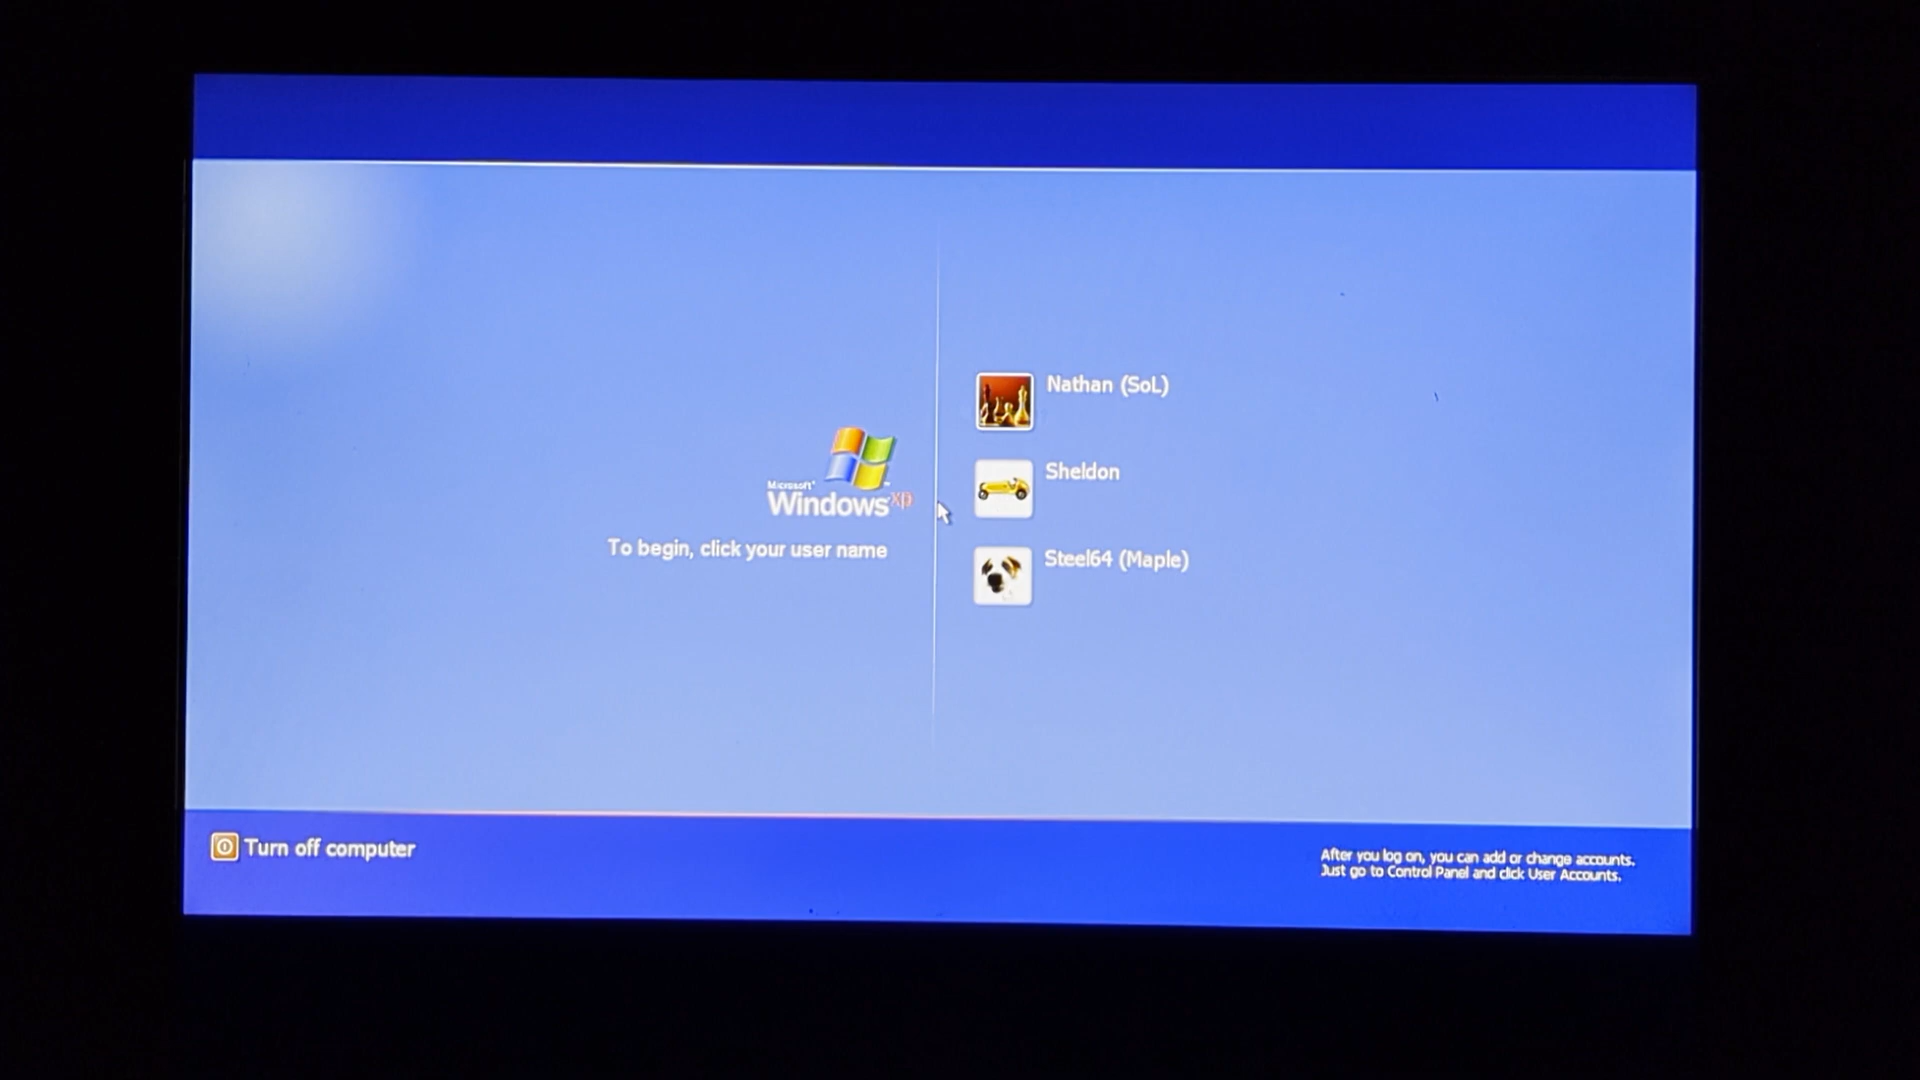 Nathan (SoL)
Sheldon
Steel64 (Maple)
Microsoft®
Windows xp
To begin, click your user name
Turn off computer
After you log on, you can add or change accounts.
Just go to Control Panel and click User Accounts.